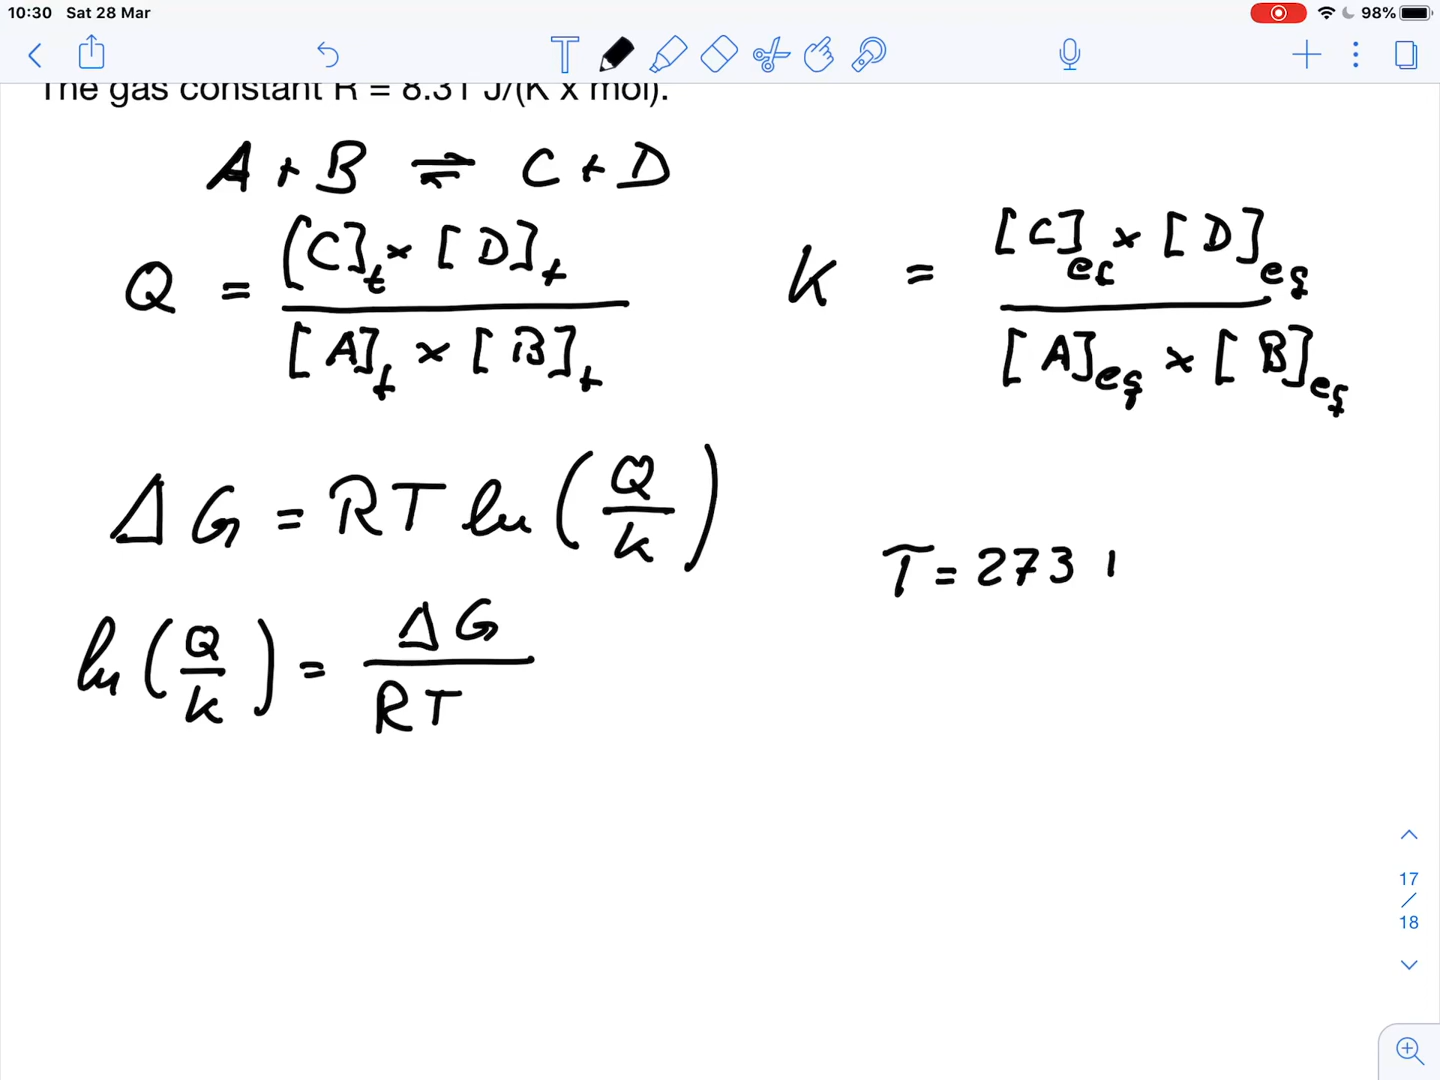 10:30 Sat 28 Mar 98%
The gas constant R = 8.31 J/(K x mol).
A + B ⇌ C + D
Q = [C]t × [D]t / [A]t × [B]t
K = [C]eq × [D]eq / [A]eq × [B]eq
ΔG = RT ln (Q/K)
T = 273
ln (Q/K) = ΔG / RT
17
/
18